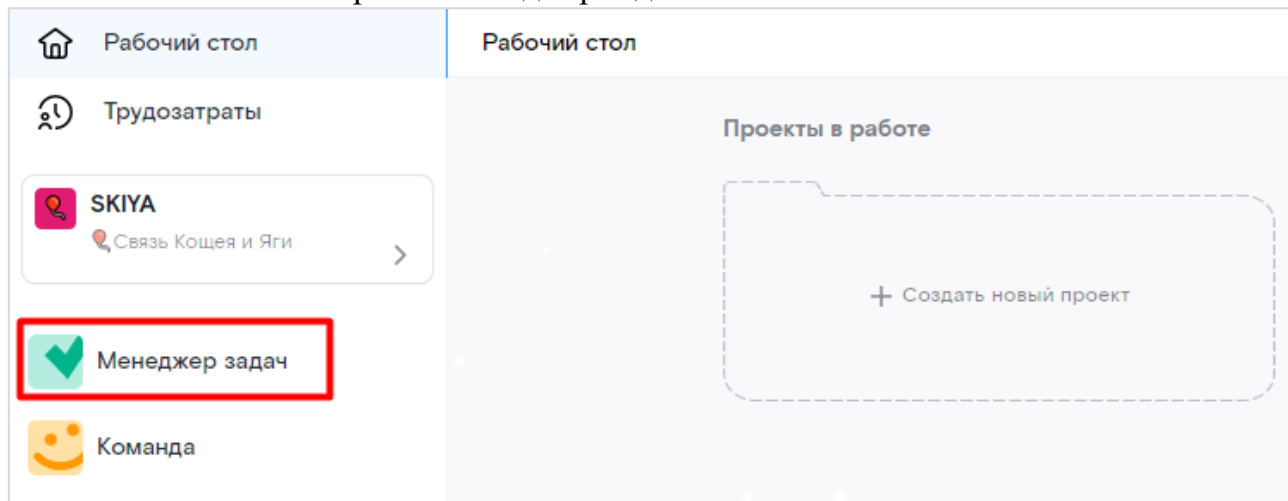 Рабочий стол
Рабочий стол
Трудозатраты
Проекты в работе
SKIYA
Связь Кощея и Яги
+ Создать новый проект
Менеджер задач
Команда